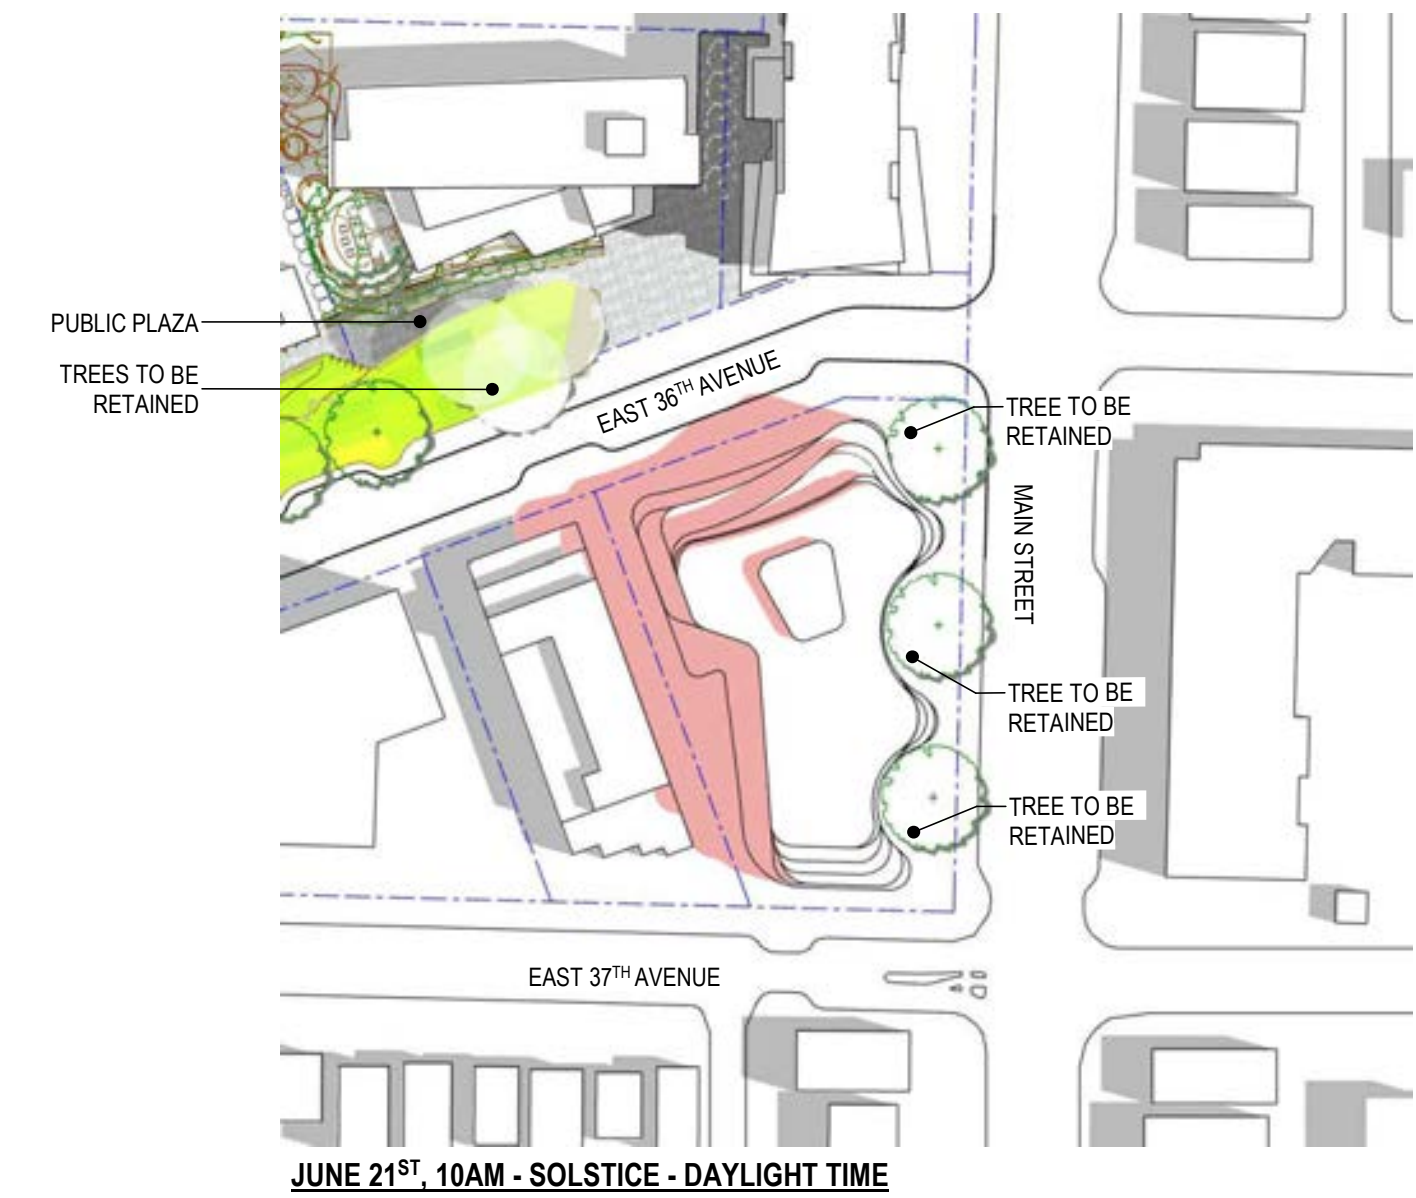 PUBLIC PLAZA
TREES TO BE
RETAINED
EAST 36TH AVENUE
TREE TO BE
RETAINED
MAIN STREET
TREE TO BE
RETAINED
TREE TO BE
RETAINED
EAST 37TH AVENUE
JUNE 21ST, 10AM - SOLSTICE - DAYLIGHT TIME